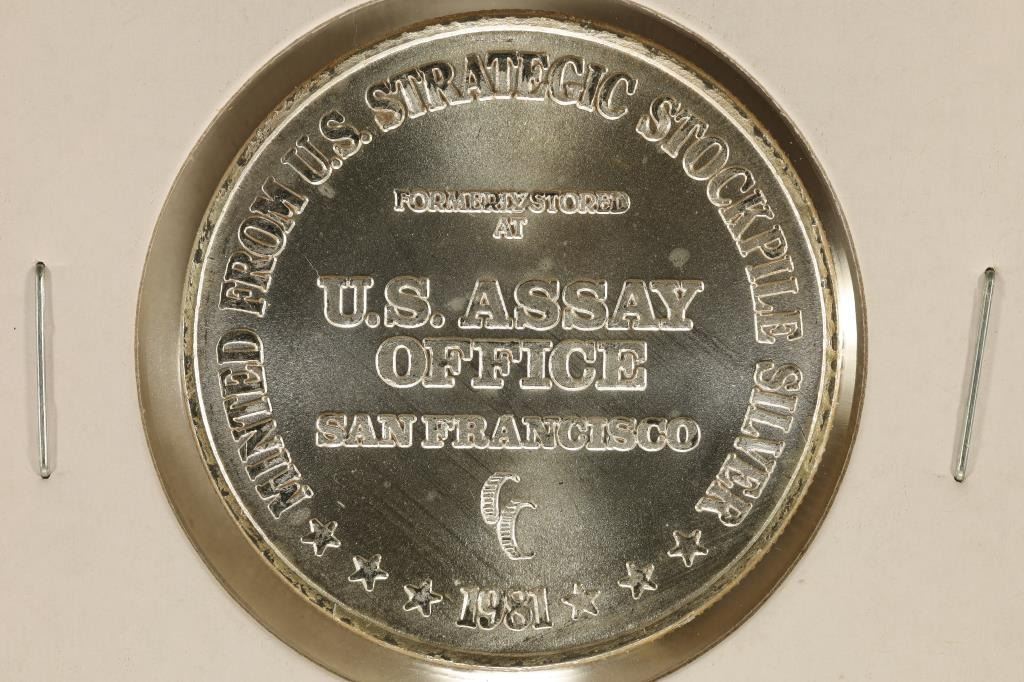 MINTED FROM U.S. STRATEGIC STOCKPILE SILVER
FORMERLY STORED
AT
U.S. ASSAY
OFFICE
SAN FRANCISCO
1981